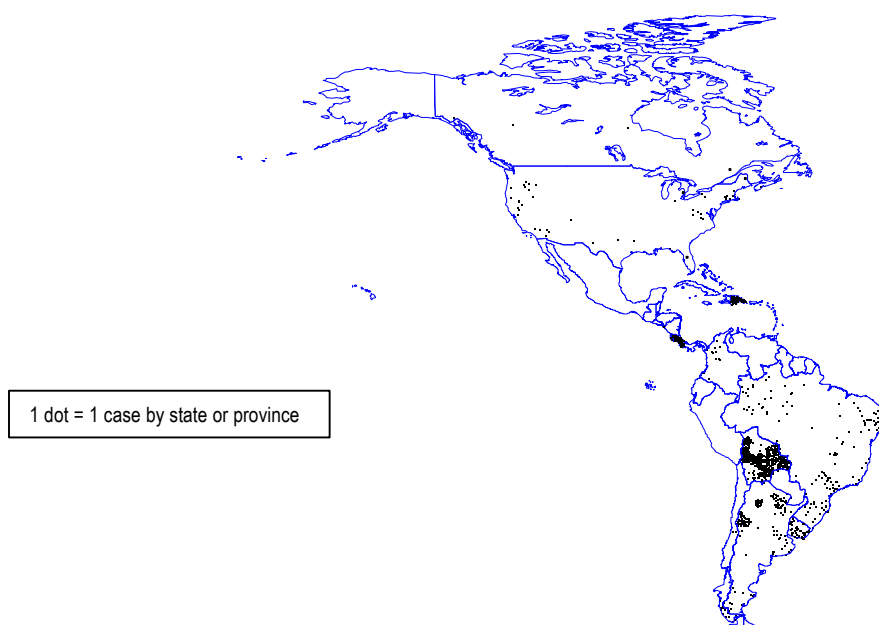 1 dot = 1 case by state or province